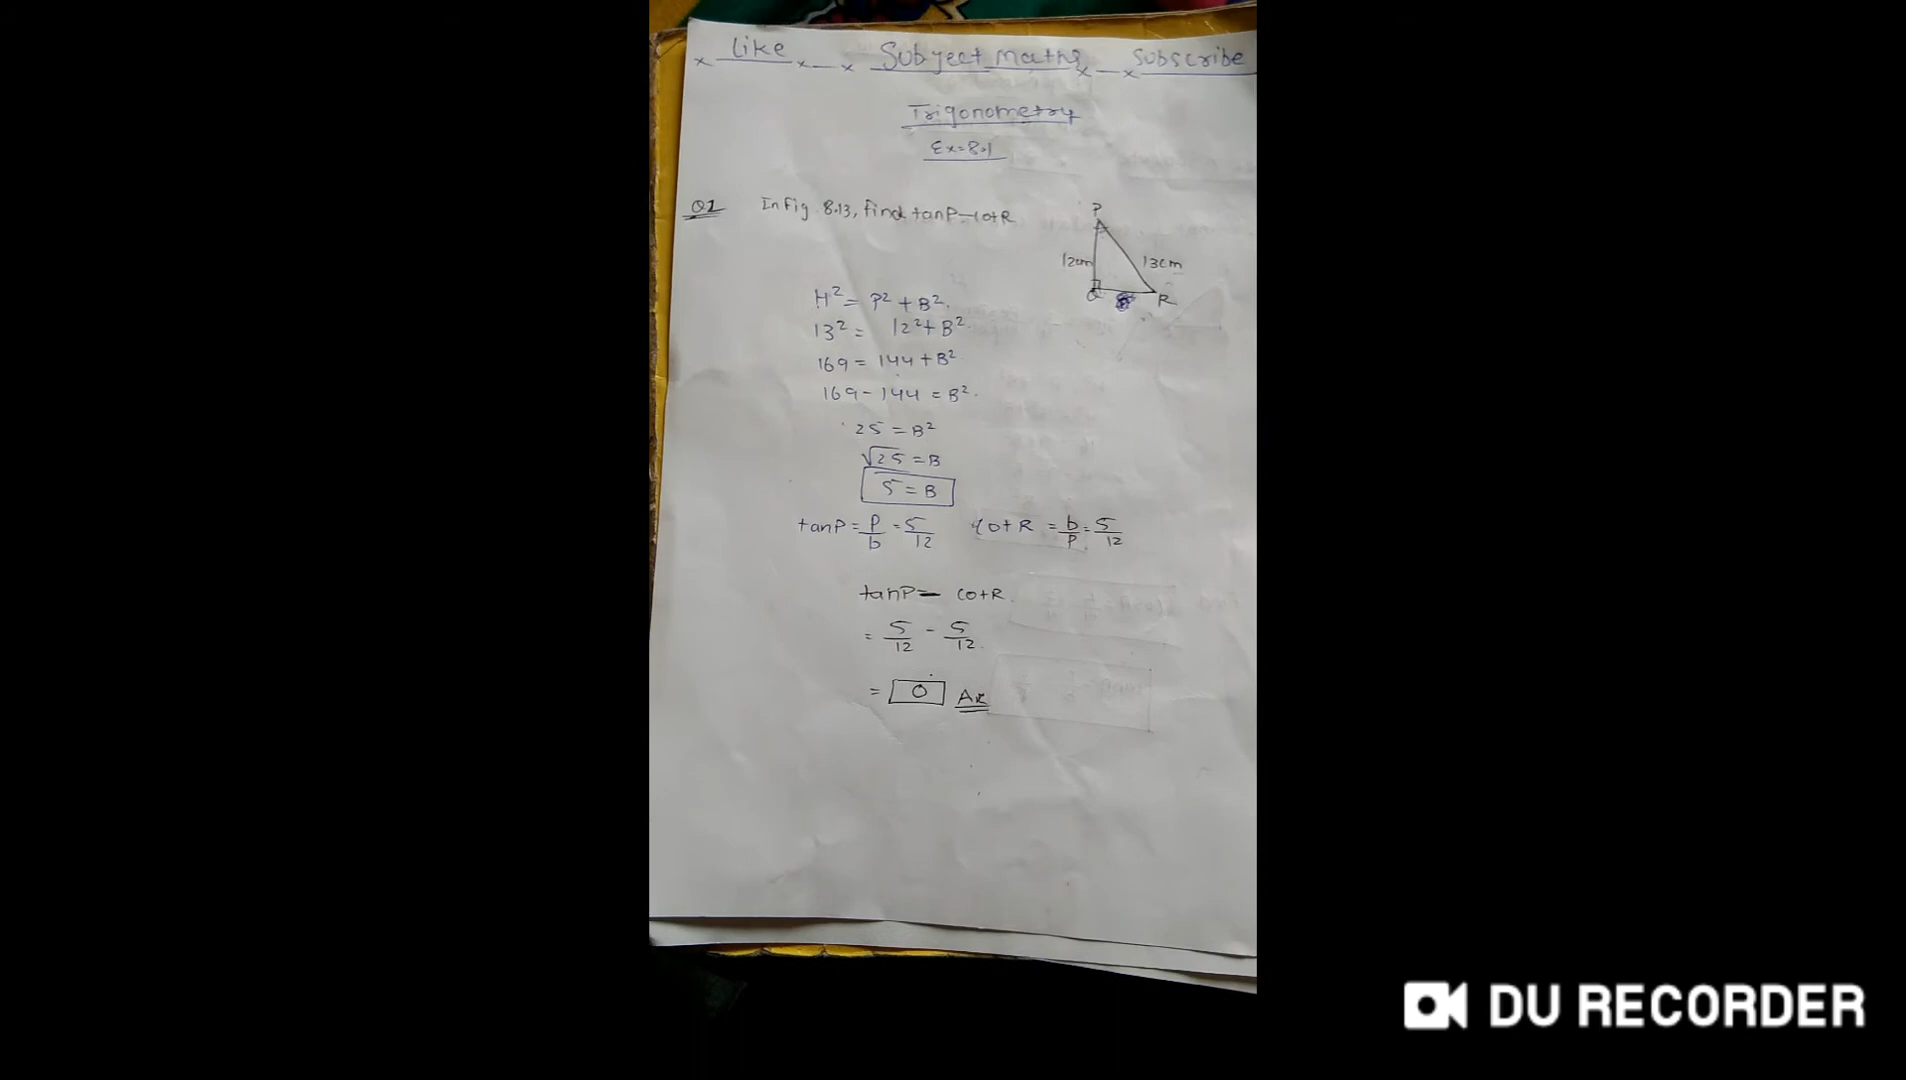 Like Subject maths Subscribe
Trigonometry
Ex=8.1
Q1 In Fig 8.13, find tanP-cotR
P
12cm 13cm
Q R
H² = P² + B².
13² = 12² + B²
169 = 144 + B²
169 - 144 = B².
25 = B²
√25 = B
5 = B
tanP = P/b = 5/12 cot R = b/P = 5/12
tanP - cotR
= 5/12 - 5/12
= 0
DU RECORDER